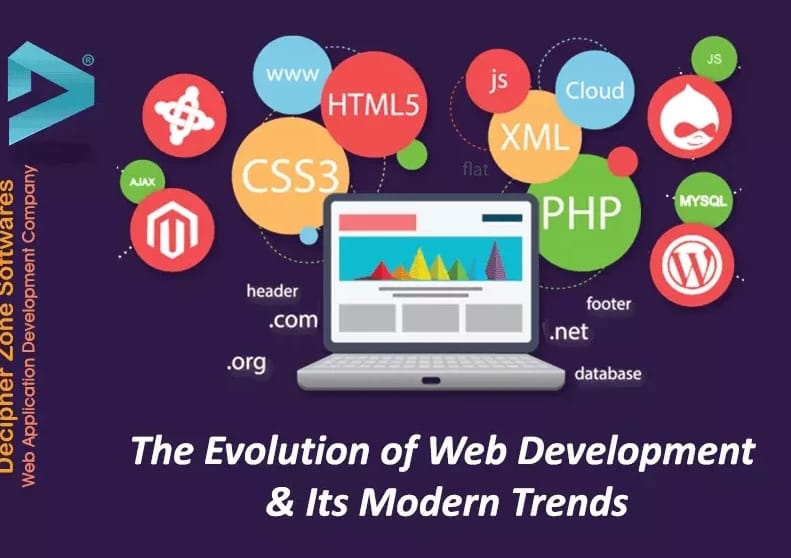 ®
Decipher Zone Softwares
Web Application Development Company
www
HTML5
CSS3
AJAX
js
Cloud
XML
JS
flat
PHP
MYSQL
header
.com
.org
footer
.net
database
The Evolution of Web Development
& Its Modern Trends